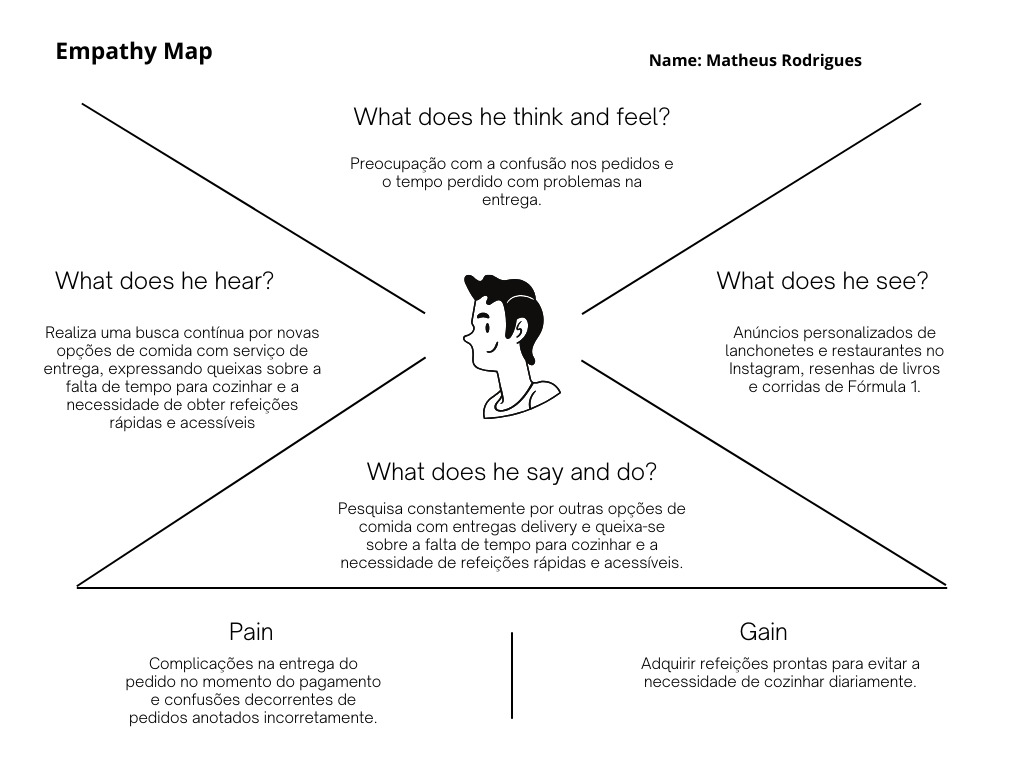 Empathy Map
Name: Matheus Rodrigues
What does he think and feel?
Preocupação com a confusão nos pedidos e
o tempo perdido com problemas na
entrega.
What does he hear?
Realiza uma busca contínua por novas
opções de comida com serviço de
entrega, expressando queixas sobre a
falta de tempo para cozinhar e a
necessidade de obter refeições
rápidas e acessíveis
What does he see?
Anúncios personalizados de
lanchonetes e restaurantes no
Instagram, resenhas de livros
e corridas de Fórmula 1.
What does he say and do?
Pesquisa constantemente por outras opções de
comida com entregas delivery e queixa-se
sobre a falta de tempo para cozinhar e a
necessidade de refeições rápidas e acessíveis.
Pain
Complicações na entrega do
pedido no momento do pagamento
e confusões decorrentes de
pedidos anotados incorretamente.
Gain
Adquirir refeições prontas para evitar a
necessidade de cozinhar diariamente.